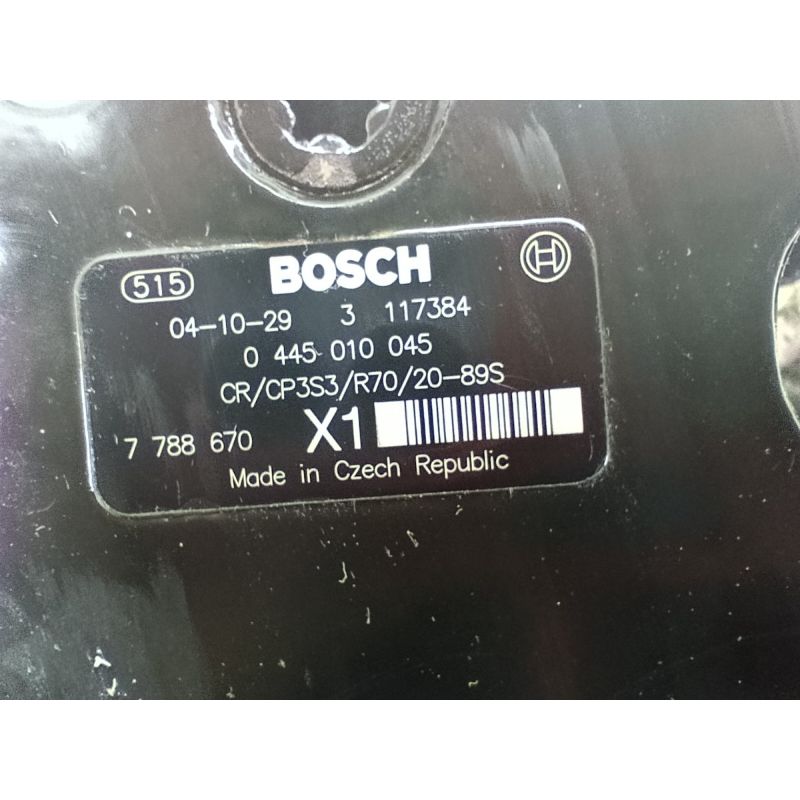 515 BOSCH
04-10-29 3 117384
0 445 010 045
CR/CP3S3/R70/20-89S
7 788 670 X1
Made in Czech Republic